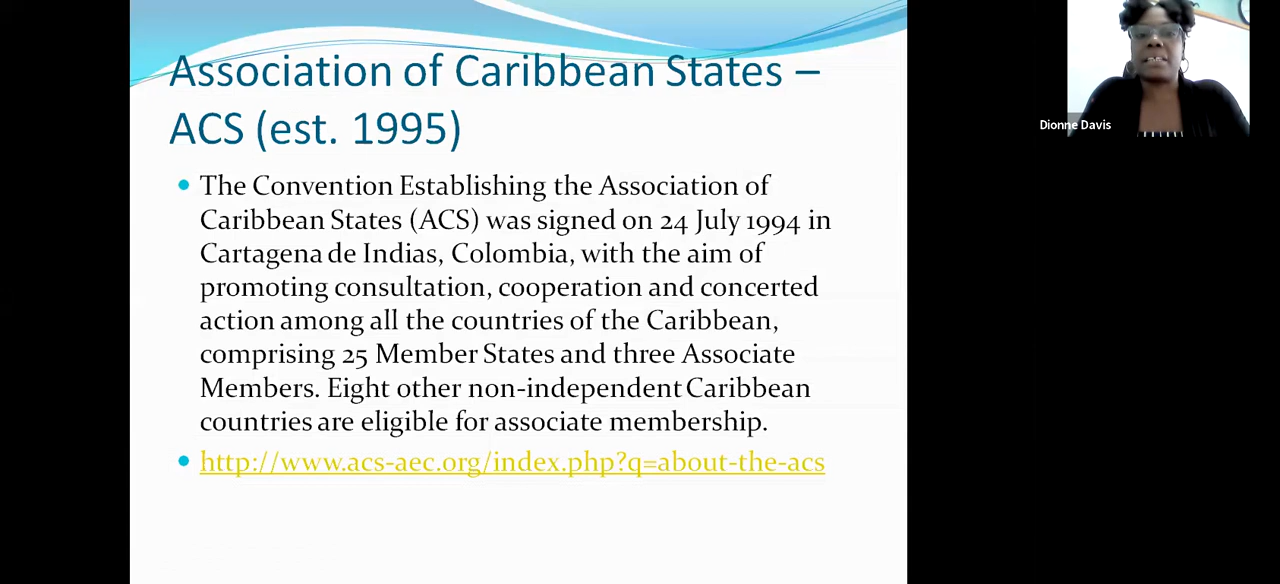 Association of Caribbean States –
ACS (est. 1995)
The Convention Establishing the Association of
Caribbean States (ACS) was signed on 24 July 1994 in
Cartagena de Indias, Colombia, with the aim of
promoting consultation, cooperation and concerted
action among all the countries of the Caribbean,
comprising 25 Member States and three Associate
Members. Eight other non-independent Caribbean
countries are eligible for associate membership.
http://www.acs-aec.org/index.php?q=about-the-acs
Dionne Davis